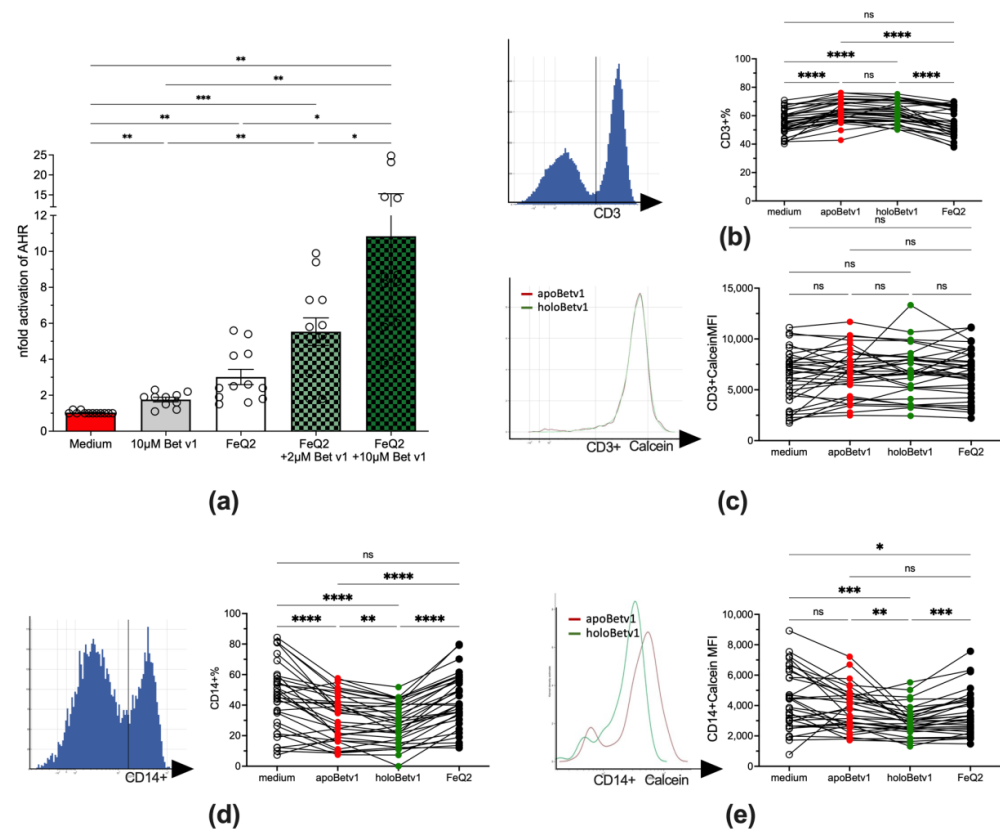 **
**
***
**
*
**
**
*
nfold activation of AHR
25
20
15
12
10
8
6
4
2
0
Medium
10µM Bet v1
FeQ2
FeQ2
+2µM Bet v1
FeQ2
+10µM Bet v1
(a)
CD3
ns
****
****
****
ns
****
CD3+%
100
80
60
40
20
0
medium
apoBetv1
holoBetv1
FeQ2
(b)
apoBetv1
holoBetv1
CD3+ Calcein
ns
ns
ns
ns
ns
ns
CD3+CalceinMFI
15,000
10,000
7,500
5,000
2,500
0
medium
apoBetv1
holoBetv1
FeQ2
(c)
CD14+
ns
****
****
****
**
****
CD14+%
100
80
60
40
20
0
medium
apoBetv1
holoBetv1
FeQ2
(d)
apoBetv1
holoBetv1
CD14+ Calcein
*
ns
***
ns
**
***
CD14+Calcein MFI
10,000
8,000
6,000
4,000
2,000
0
medium
apoBetv1
holoBetv1
FeQ2
(e)